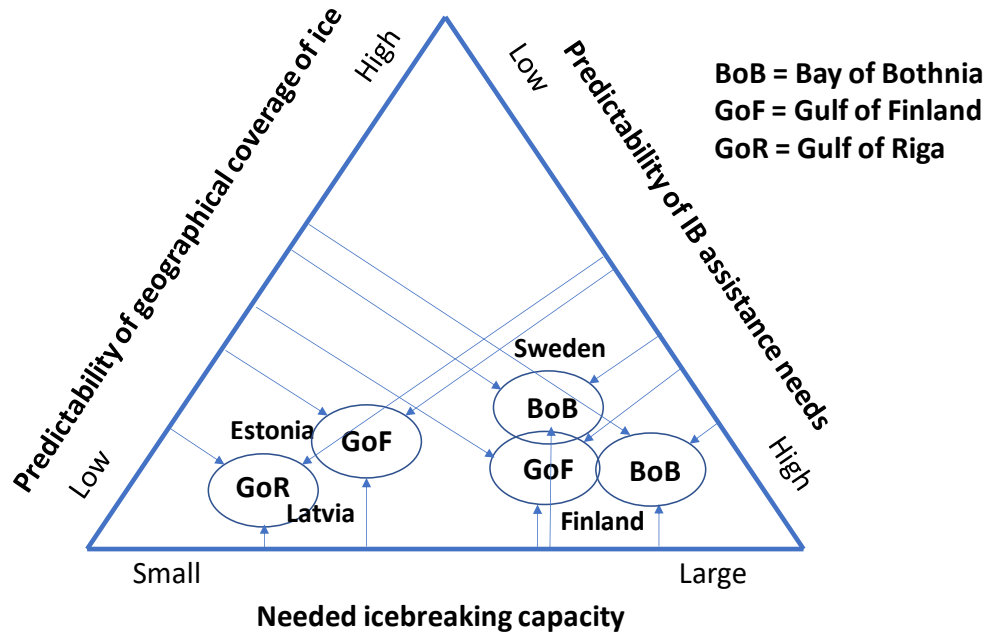 Predictability of geographical coverage of ice
High
Low
Low
Predictability of IB assistance needs
High
BoB = Bay of Bothnia
GoF = Gulf of Finland
GoR = Gulf of Riga
Sweden
BoB
Estonia
GoF
GoF
BoB
GoR
Latvia
Finland
Small
Large
Needed icebreaking capacity